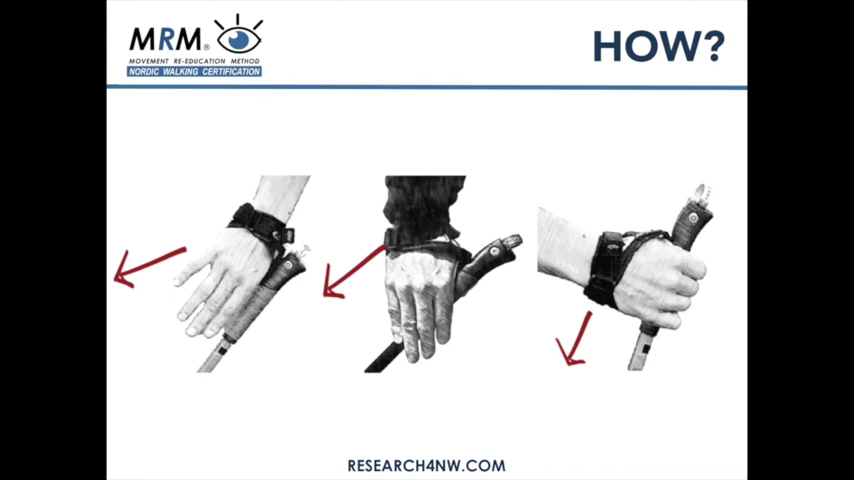 MRM®
MOVEMENT RE-EDUCATION METHOD
NORDIC WALKING CERTIFICATION
HOW?
RESEARCH4NW.COM